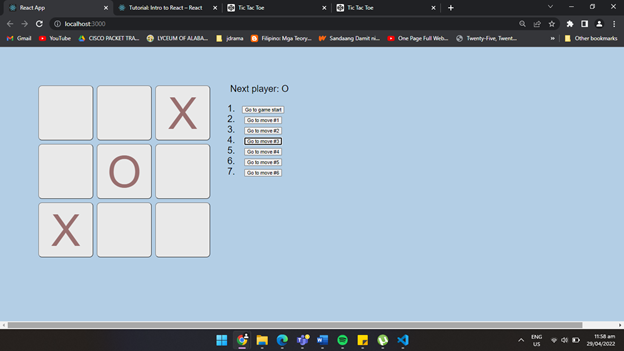 React App
Tutorial: Intro to React – React
Tic Tac Toe
Tic Tac Toe
localhost:3000
Gmail
YouTube
CISCO PACKET TRA...
LYCEUM OF ALABA...
jdrama
Filipino: Mga Teory...
Sandaang Damit ni...
One Page Full Web...
Twenty-Five, Twent...
Other bookmarks
X
O
X
Next player: O
1. Go to game start
2. Go to move #1
3. Go to move #2
4. Go to move #3
5. Go to move #4
6. Go to move #5
7. Go to move #6
ENG
US
11:58 am
29/04/2022